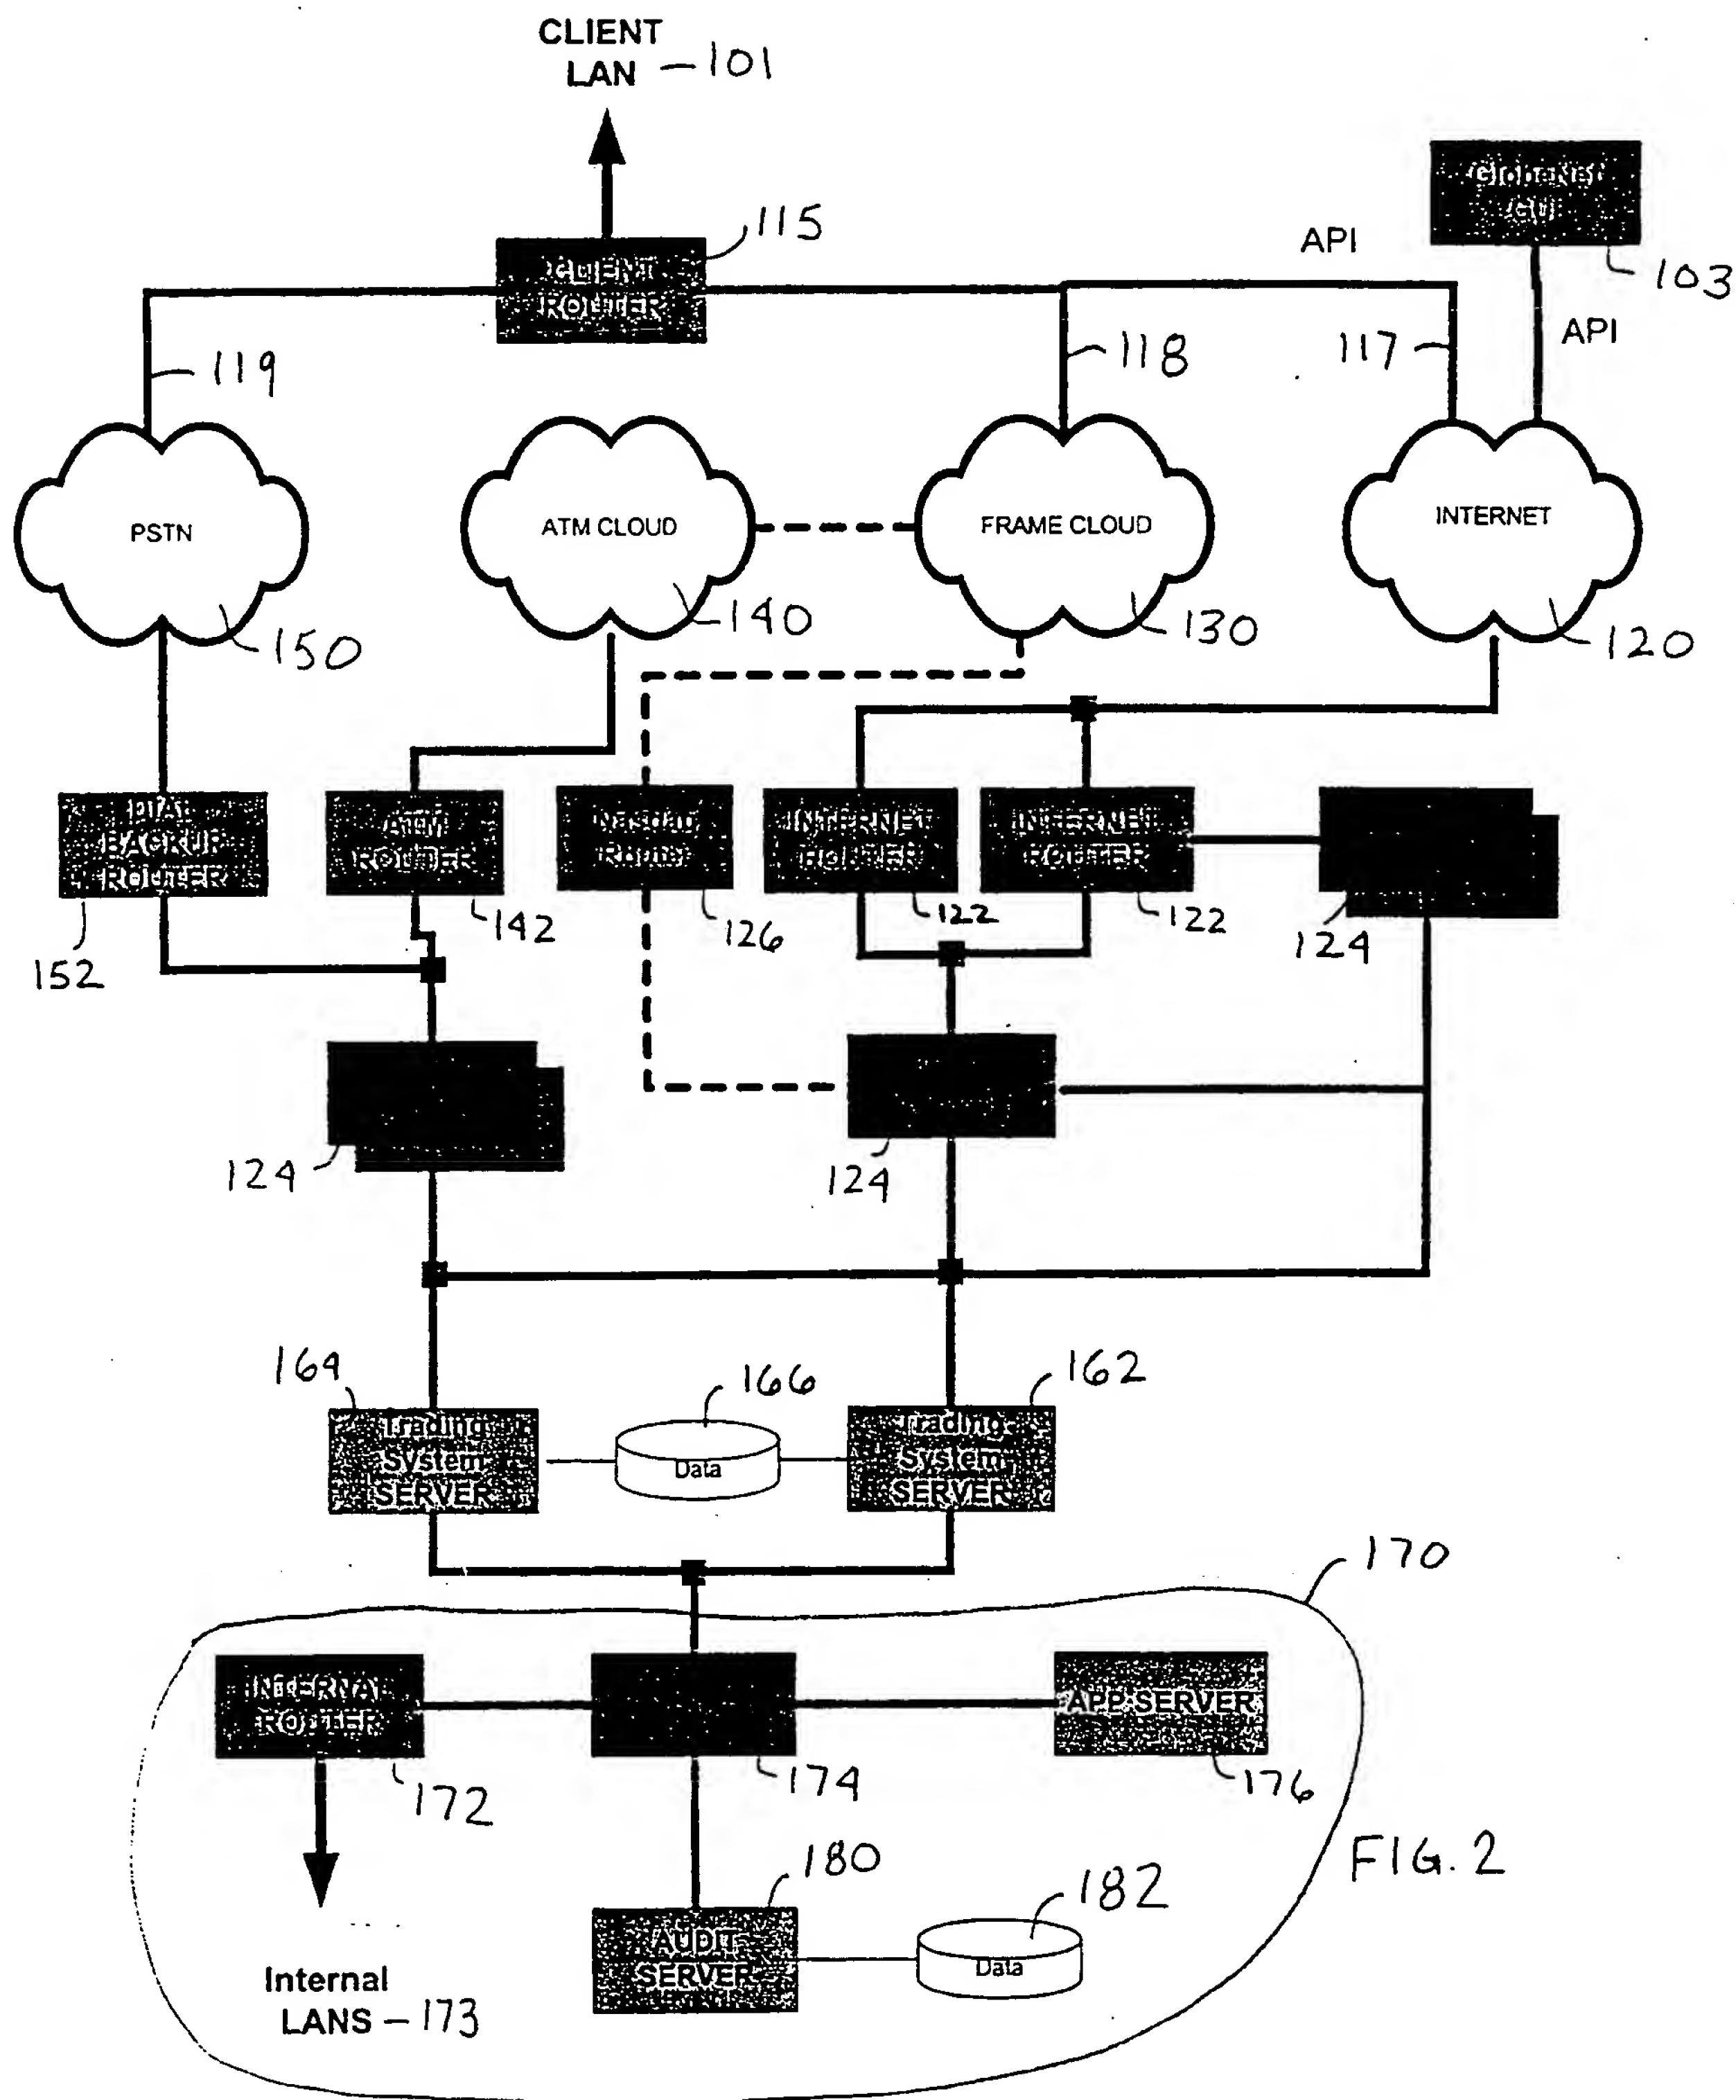 CLIENT
LAN – 101
GlobeNet
GUI
103
API
API
115
CLIENT
ROUTER
119
118
117
PSTN
150
ATM CLOUD
140
FRAME CLOUD
130
INTERNET
120
DIAL
BACKUP
ROUTER
152
ATM
ROUTER
142
Nasdaq
Router
126
INTERNET
ROUTER
122
INTERNET
ROUTER
122
124
124
124
164
Trading
System
SERVER
166
Data
162
Trading
System
SERVER
170
INTERNAL
ROUTER
172
174
APP SERVER
176
FIG. 2
180
AUDIT
SERVER
182
Data
Internal
LANS – 173